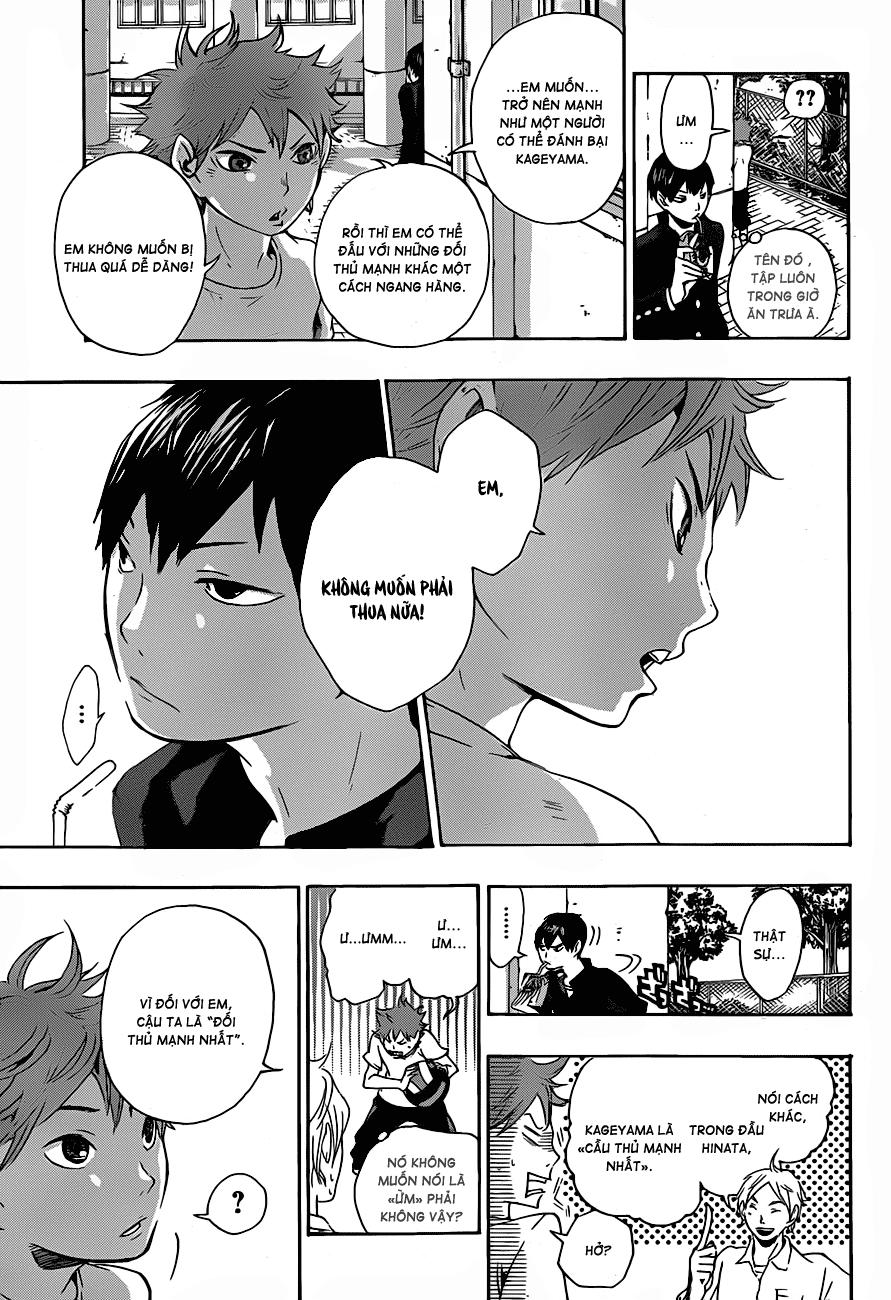 ??
ƯM
...
TÊN ĐÓ ,
TẬP LUÔN
TRONG GIỜ
ĂN TRƯA À.
...EM MUỐN...
TRỞ NÊN MẠNH
NHƯ MỘT NGƯỜI
CÓ THỂ ĐÁNH BẠI
KAGEYAMA.
RỒI THÌ EM CÓ THỂ
ĐẤU VỚI NHỮNG ĐỐI
THỦ MẠNH KHÁC MỘT
CÁCH NGANG HÀNG.
EM KHÔNG MUỐN BỊ
THUA QUÁ DỄ DÀNG!
EM,
KHÔNG MUỐN PHẢI
THUA NỮA!
...
THẬT
SỰ...
...
NÓI CÁCH
KHÁC,
TRONG ĐẦU
HINATA,
KAGEYAMA LÀ
«CẦU THỦ MẠNH
NHẤT».
HỞ?
Ư...
ƯM.
Ư...ƯMM...
NÓ KHÔNG
MUỐN NÓI LÀ
«ỪM» PHẢI
KHÔNG VẬY?
VÌ ĐỐI VỚI EM,
CẬU TA LÀ “ĐỐI
THỦ MẠNH NHẤT”.
?